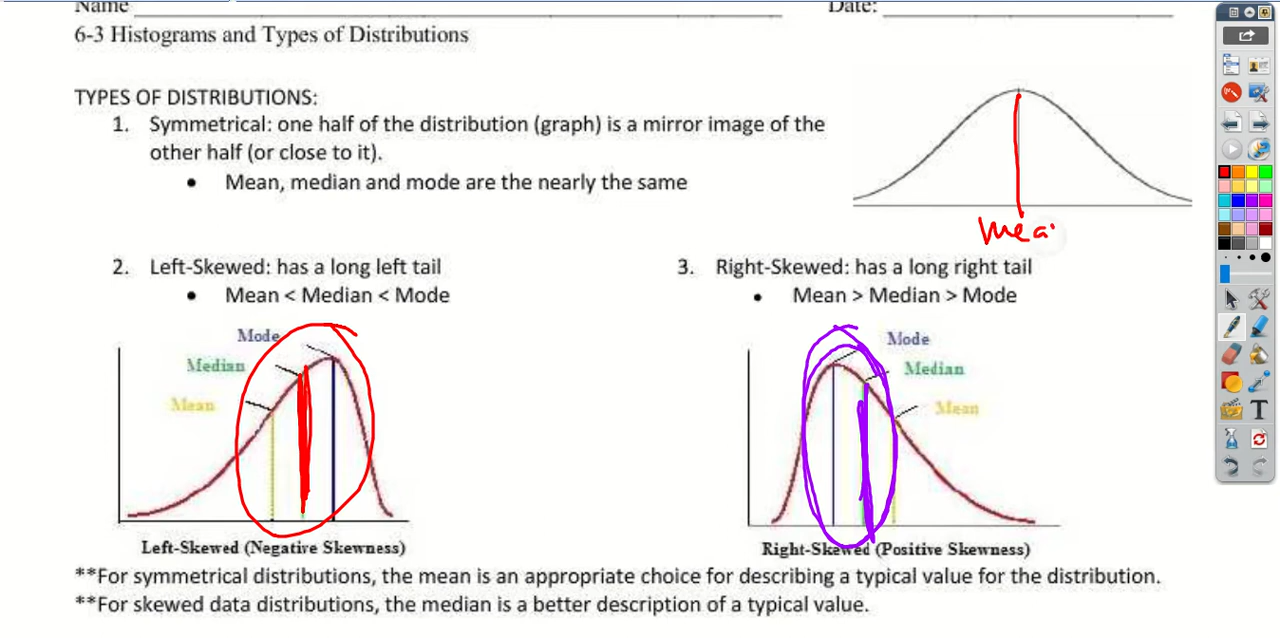 Name Date:
6-3 Histograms and Types of Distributions
TYPES OF DISTRIBUTIONS:
1. Symmetrical: one half of the distribution (graph) is a mirror image of the
other half (or close to it).
• Mean, median and mode are the nearly the same
mea
2. Left-Skewed: has a long left tail
• Mean < Median < Mode
Mode
Median
Mean
Left-Skewed (Negative Skewness)
3. Right-Skewed: has a long right tail
• Mean > Median > Mode
Mode
Median
Mean
Right-Skewed (Positive Skewness)
**For symmetrical distributions, the mean is an appropriate choice for describing a typical value for the distribution.
**For skewed data distributions, the median is a better description of a typical value.
T